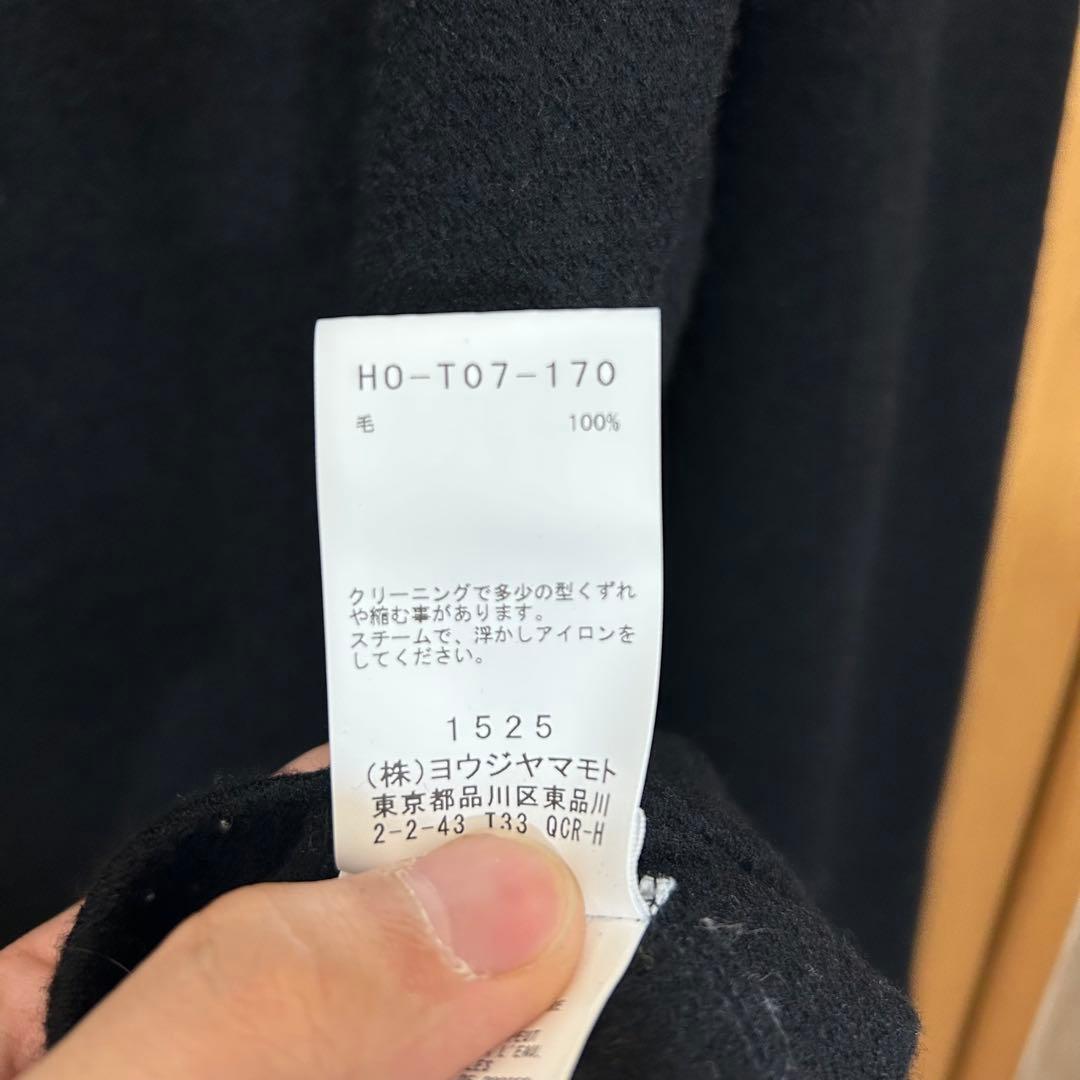 HO-T07-170
毛 100%
クリーニングで多少の型くずれ
や縮む事があります。
スチームで、浮かしアイロンを
してください。
1525
(株)ヨウジヤマモト
東京都品川区東品川
2-2-43 T33 QCR-H
L'EAU.